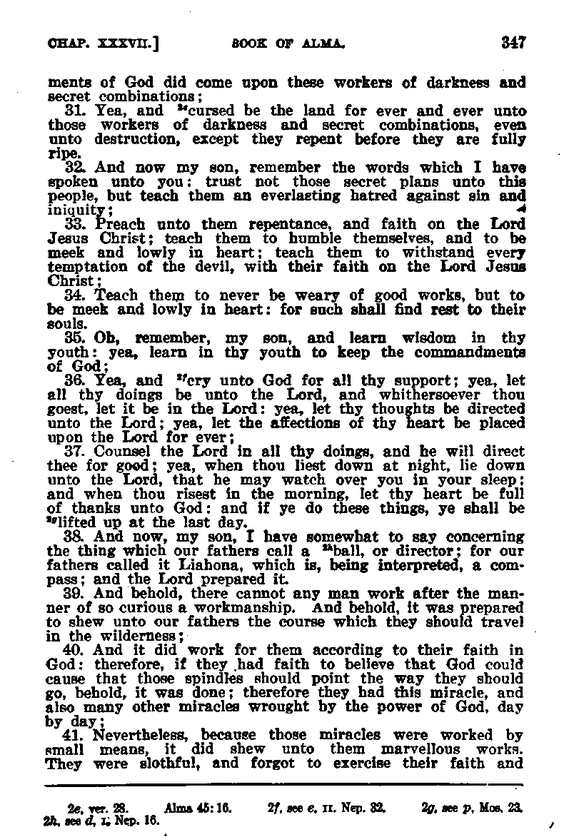 CHAP. XXXVII.] BOOK OF ALMA. 347
ments of God did come upon these workers of darkness and
secret combinations;
31. Yea, and 2ecursed be the land for ever and ever unto
those workers of darkness and secret combinations, even
unto destruction, except they repent before they are fully
ripe.
32. And now my son, remember the words which I have
spoken unto you: trust not those secret plans unto this
people, but teach them an everlasting hatred against sin and
iniquity;
33. Preach unto them repentance, and faith on the Lord
Jesus Christ; teach them to humble themselves, and to be
meek and lowly in heart; teach them to withstand every
temptation of the devil, with their faith on the Lord Jesus
Christ;
34. Teach them to never be weary of good works, but to
be meek and lowly in heart: for such shall find rest to their
souls.
35. Oh, remember, my son, and learn wisdom in thy
youth: yea, learn in thy youth to keep the commandments
of God;
36. Yea, and 2fcry unto God for all thy support; yea, let
all thy doings be unto the Lord, and whithersoever thou
goest, let it be in the Lord: yea, let thy thoughts be directed
unto the Lord; yea, let the affections of thy heart be placed
upon the Lord for ever;
37. Counsel the Lord in all thy doings, and he will direct
thee for good; yea, when thou liest down at night, lie down
unto the Lord, that he may watch over you in your sleep;
and when thou risest in the morning, let thy heart be full
of thanks unto God: and if ye do these things, ye shall be
2glifted up at the last day.
38. And now, my son, I have somewhat to say concerning
the thing which our fathers call a 2hball, or director; for our
fathers called it Liahona, which is, being interpreted, a com-
pass; and the Lord prepared it.
39. And behold, there cannot any man work after the man-
ner of so curious a workmanship. And behold, it was prepared
to shew unto our fathers the course which they should travel
in the wilderness;
40. And it did work for them according to their faith in
God: therefore, if they had faith to believe that God could
cause that those spindles should point the way they should
go, behold, it was done; therefore they had this miracle, and
also many other miracles wrought by the power of God, day
by day;
41. Nevertheless, because those miracles were worked by
small means, it did shew unto them marvellous works.
They were slothful, and forgot to exercise their faith and
2e, ver. 28. Alma 45:16. 2f, see e, II. Nep. 32. 2g, see p, Mos. 23.
2h, see d, I. Nep. 16.